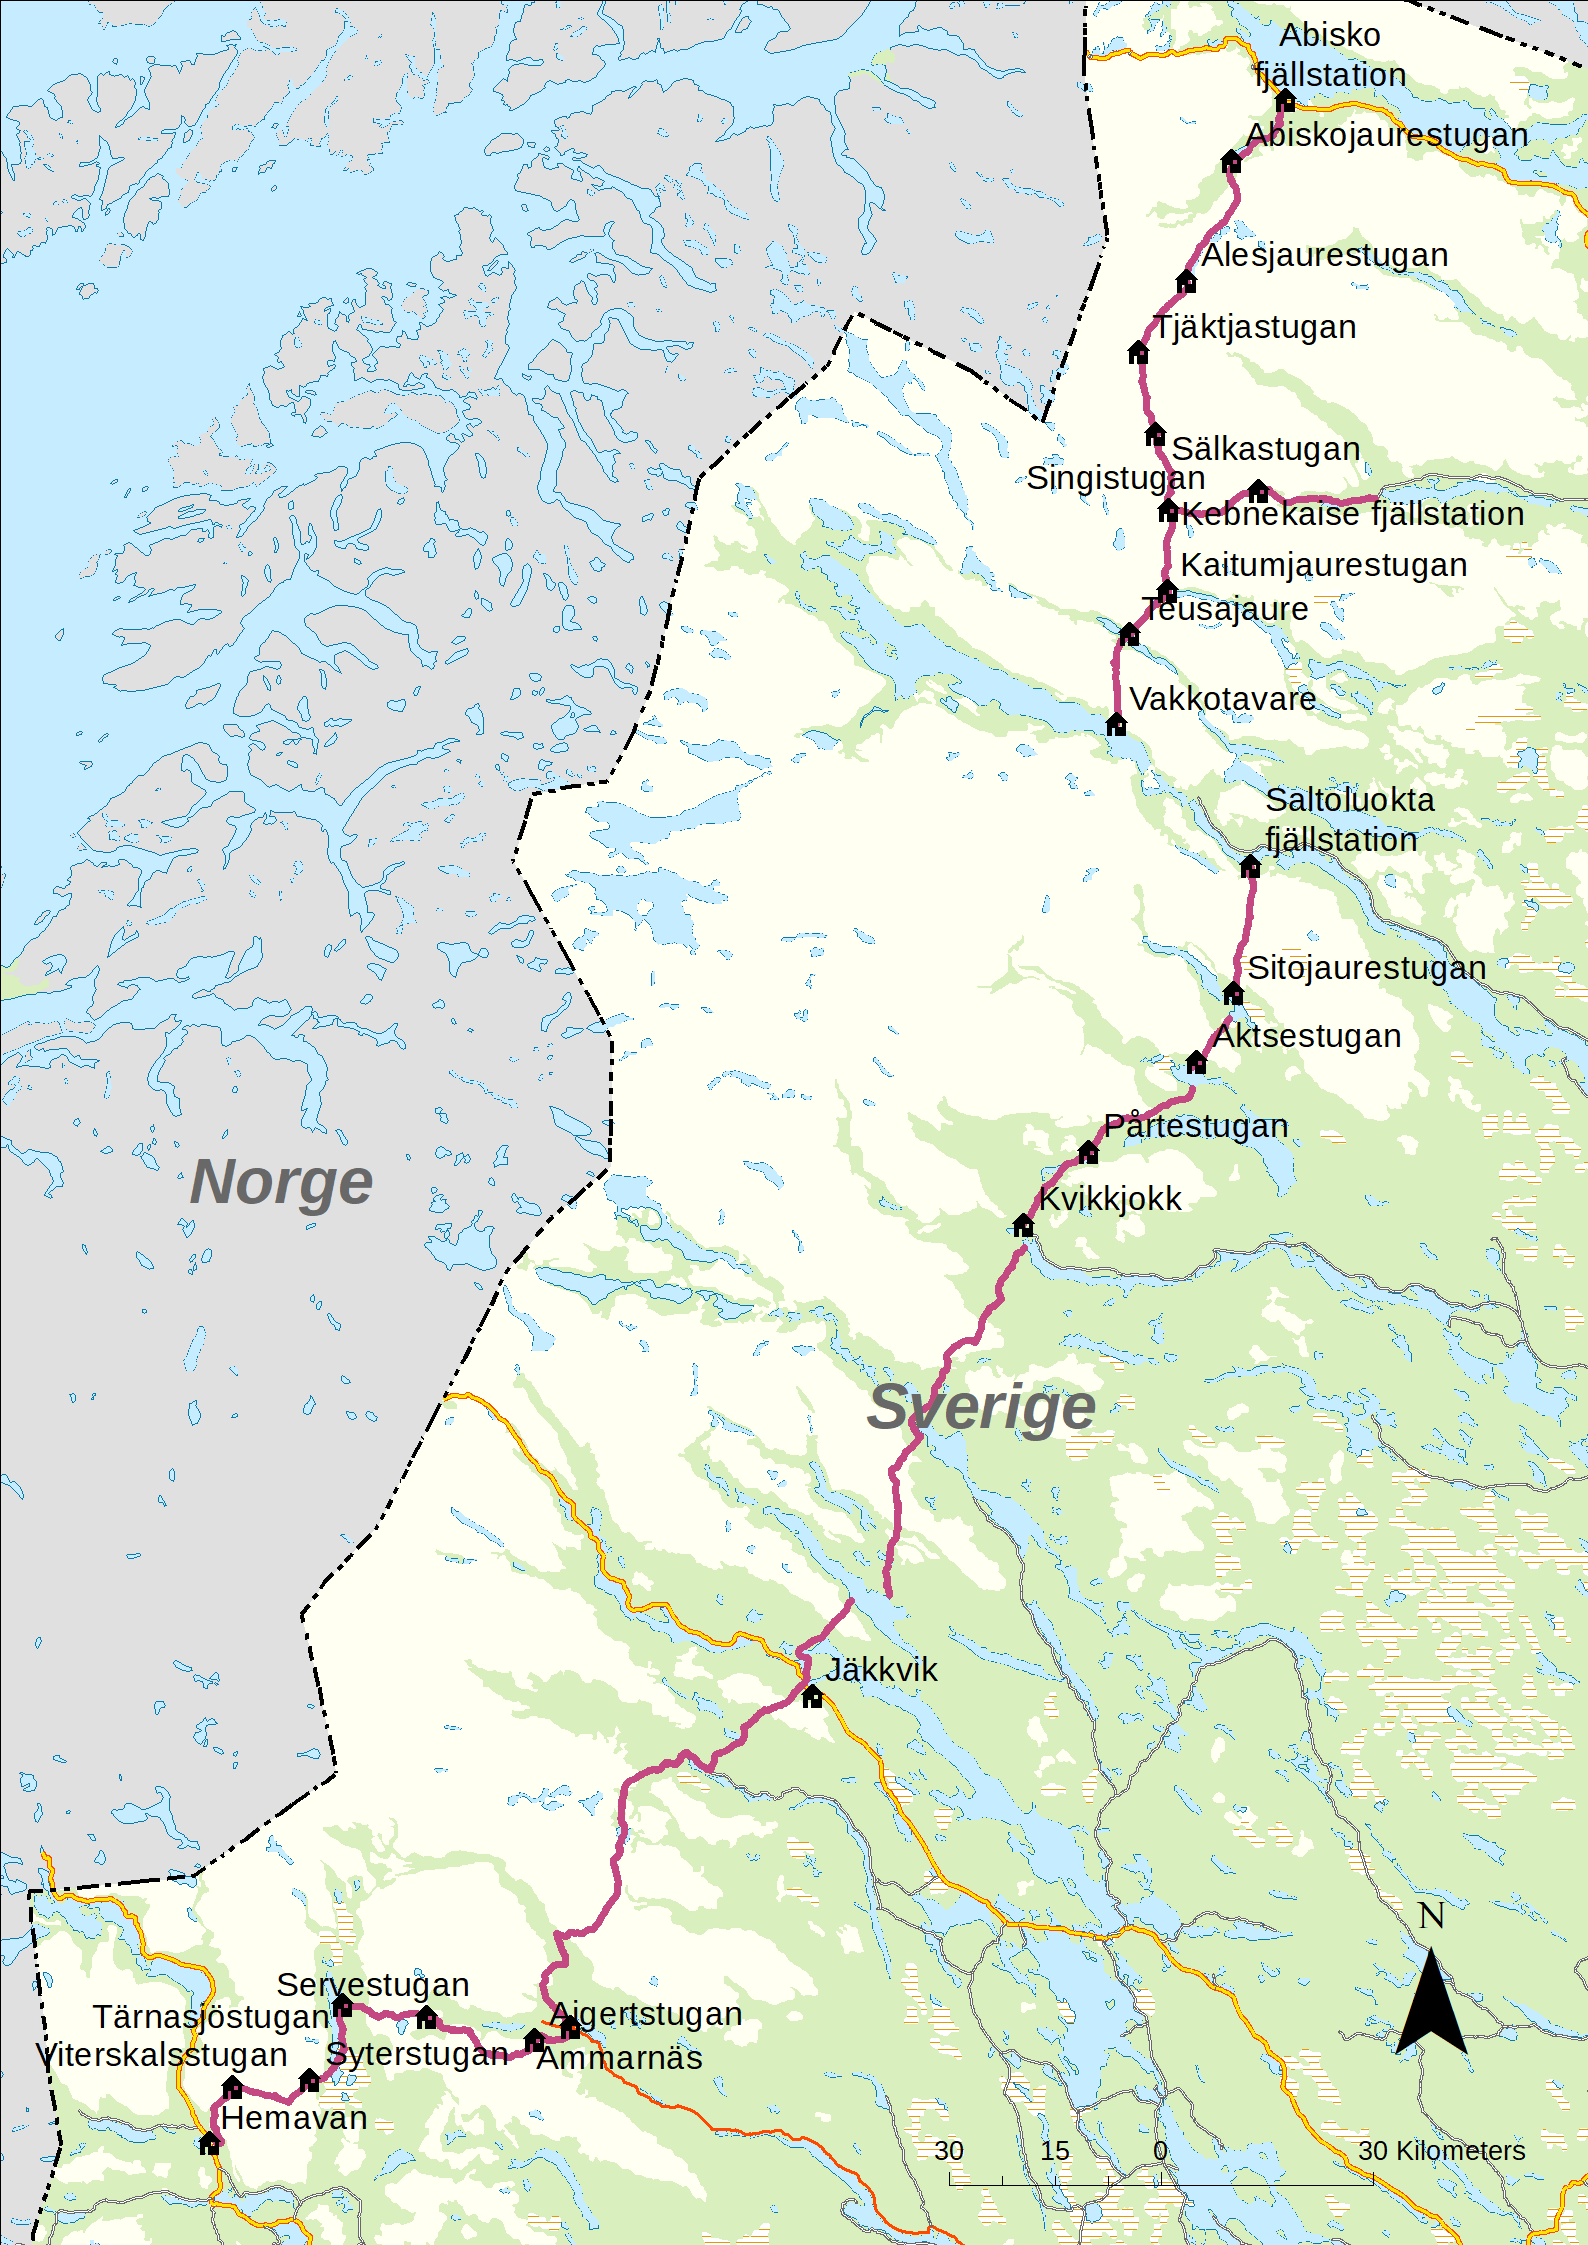 Abisko
fjällstation
Abiskojaurestugan
Alesjaurestugan
Tjäktjastugan
Sälkastugan
Singistugan
Kebnekaise fjällstation
Kaitumjaurestugan
Teusajaure
Vakkotavare
Saltoluokta
fjällstation
Sitojaurestugan
Aktsestugan
Pårtestugan
Norge
Kvikkjokk
Sverige
Jäkkvik
N
Servestugan
Tärnasjöstugan
Aigertstugan
Viterskalsstugan
Syterstugan
Ammarnäs
Hemavan
30 15 0 30 Kilometers